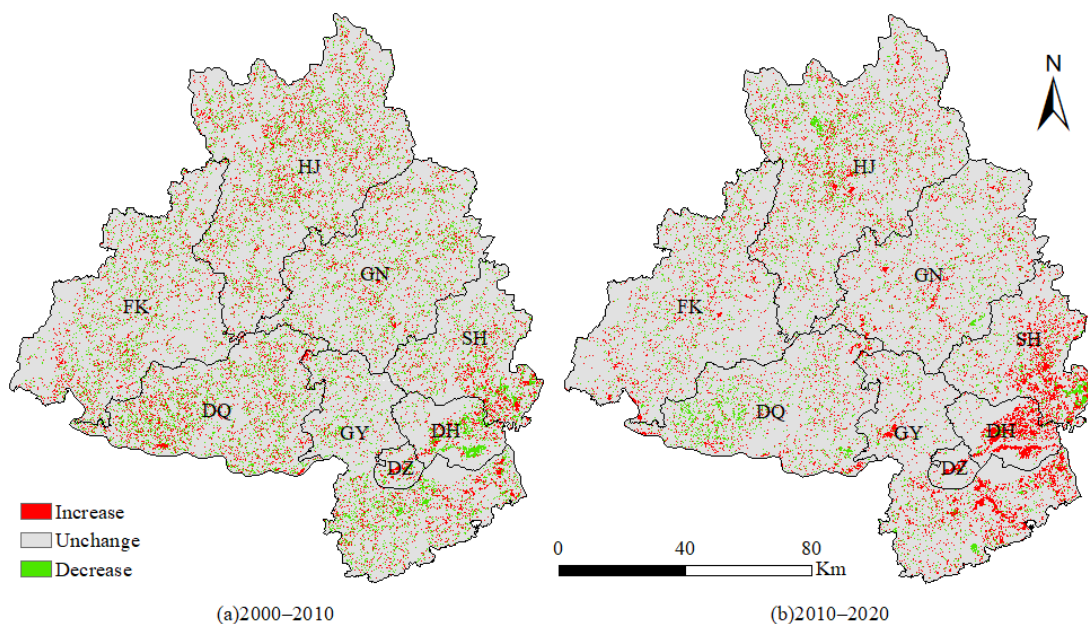 N
HJ
HJ
GN
GN
FK
FK
SH
SH
DQ
DQ
GY
GY
DH
DH
DZ
DZ
Increase
Unchange
Decrease
0 40 80
Km
(a)2000–2010
(b)2010–2020